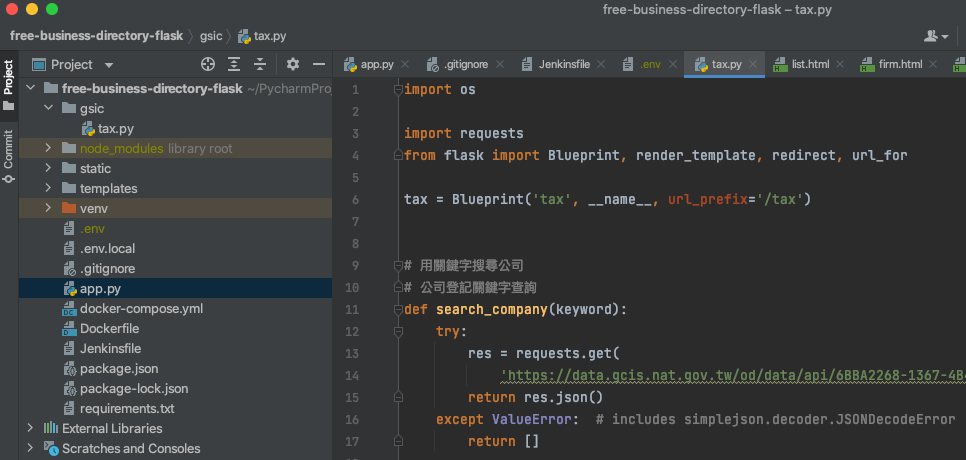 free-business-directory-flask – tax.py
free-business-directory-flask gsic tax.py
Project
app.py .gitignore Jenkinsfile .env tax.py list.html firm.html
Project
Commit
free-business-directory-flask ~/PycharmProj
gsic
tax.py
node_modules library root
static
templates
venv
.env
.env.local
.gitignore
app.py
docker-compose.yml
Dockerfile
Jenkinsfile
package.json
package-lock.json
requirements.txt
External Libraries
Scratches and Consoles
1 import os
2
3 import requests
4 from flask import Blueprint, render_template, redirect, url_for
5
6 tax = Blueprint('tax', __name__, url_prefix='/tax')
7
8
9 # 用關鍵字搜尋公司
10 # 公司登記關鍵字查詢
11 def search_company(keyword):
12 try:
13 res = requests.get(
14 'https://data.gcis.nat.gov.tw/od/data/api/6BBA2268-1367-4B4
15 return res.json()
16 except ValueError: # includes simplejson.decoder.JSONDecodeError
17 return []